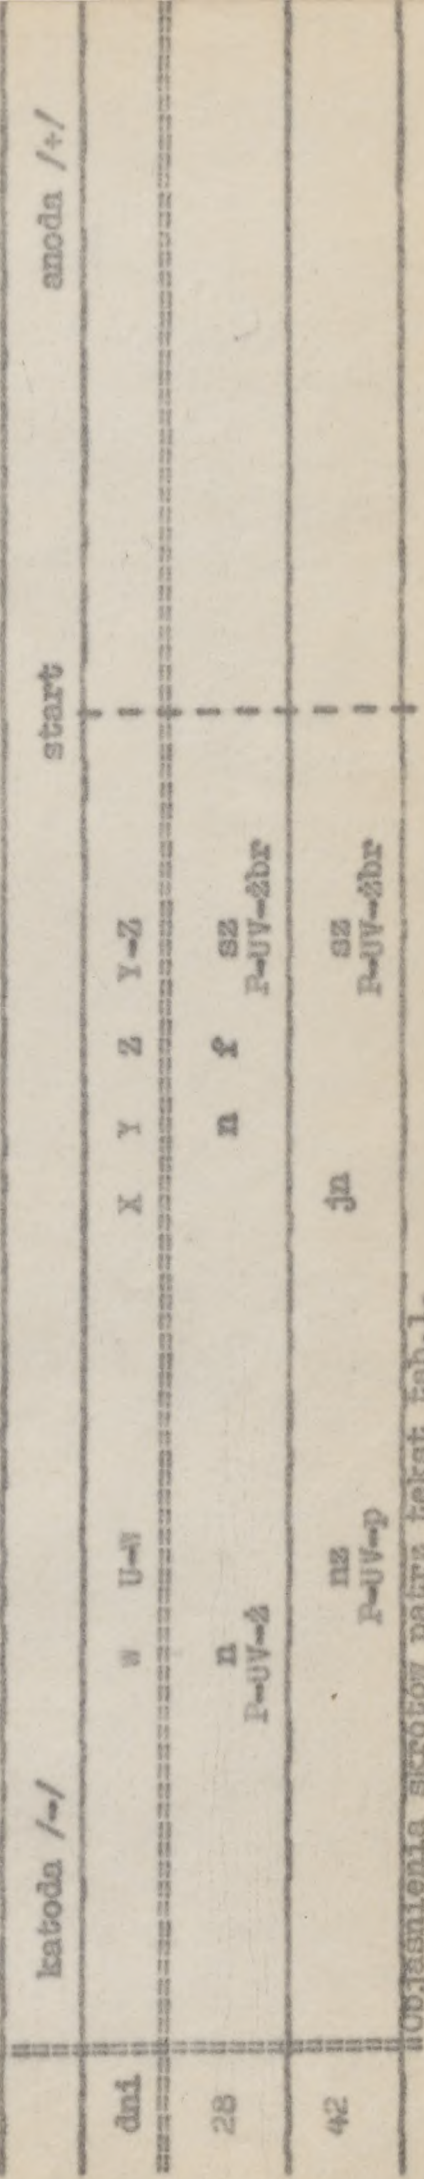 katoda /-/ start anoda /+/
dni W U-W X Y Z Y-Z
28 n n f sz
P-UV-ż P-UV-żbr
42 nz jn sz
P-UV-p P-UV-żbr
Objaśnienia skrótów patrz tekst tab.1.